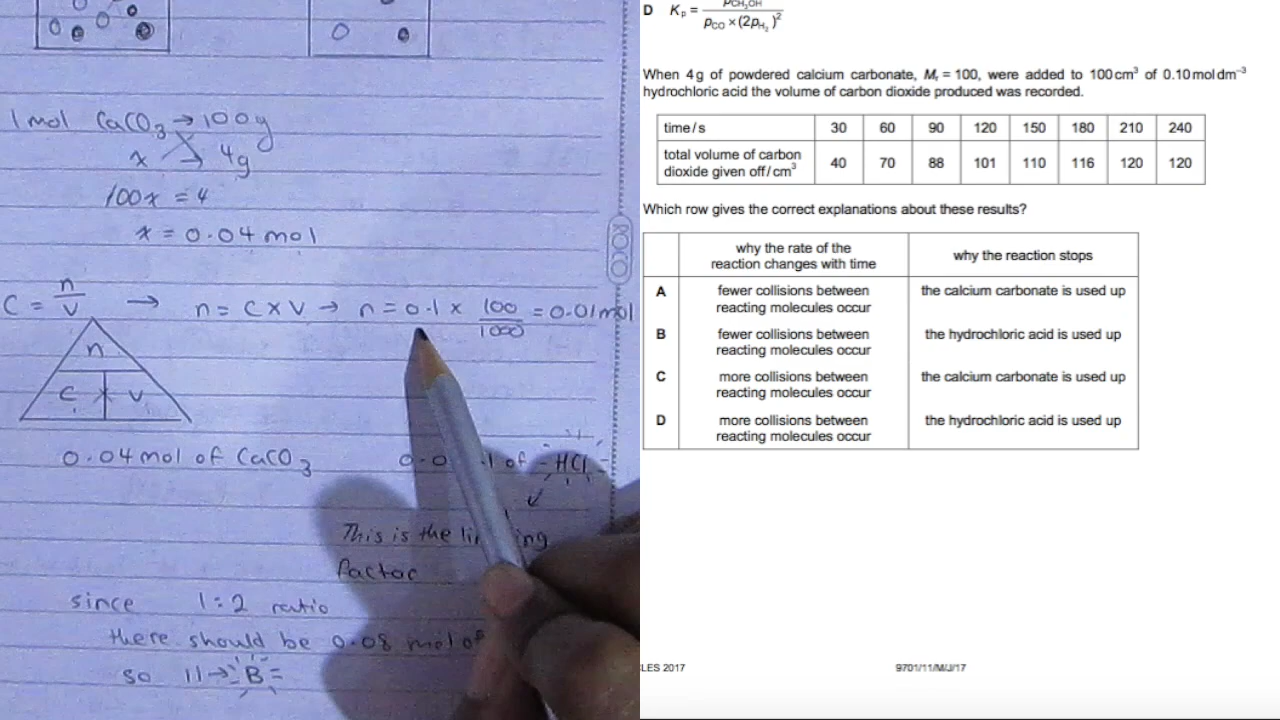 1 mol CaCO3 → 100g
x → 4g
100x = 4
x = 0.04 mol
C = n/V → n = C x V → n = 0.1 x 100/1000 = 0.01 mol
n
C x V
0.04 mol of CaCO3 of HCl
This is the
factor
since 1:2 ratio
there should be 0.08 mol of
so 11 → B
ROCO
D Kp = pCH3OH / pCO × (2pH2)²
When 4 g of powdered calcium carbonate, Mr = 100, were added to 100 cm³ of 0.10 mol dm⁻³
hydrochloric acid the volume of carbon dioxide produced was recorded.
time / s 30 60 90 120 150 180 210 240
total volume of carbon
dioxide given off / cm³ 40 70 88 101 110 116 120 120
Which row gives the correct explanations about these results?
why the rate of the
reaction changes with time
why the reaction stops
A fewer collisions between
reacting molecules occur
the calcium carbonate is used up
B fewer collisions between
reacting molecules occur
the hydrochloric acid is used up
C more collisions between
reacting molecules occur
the calcium carbonate is used up
D more collisions between
reacting molecules occur
the hydrochloric acid is used up
LES 2017 9701/11/M/J/17